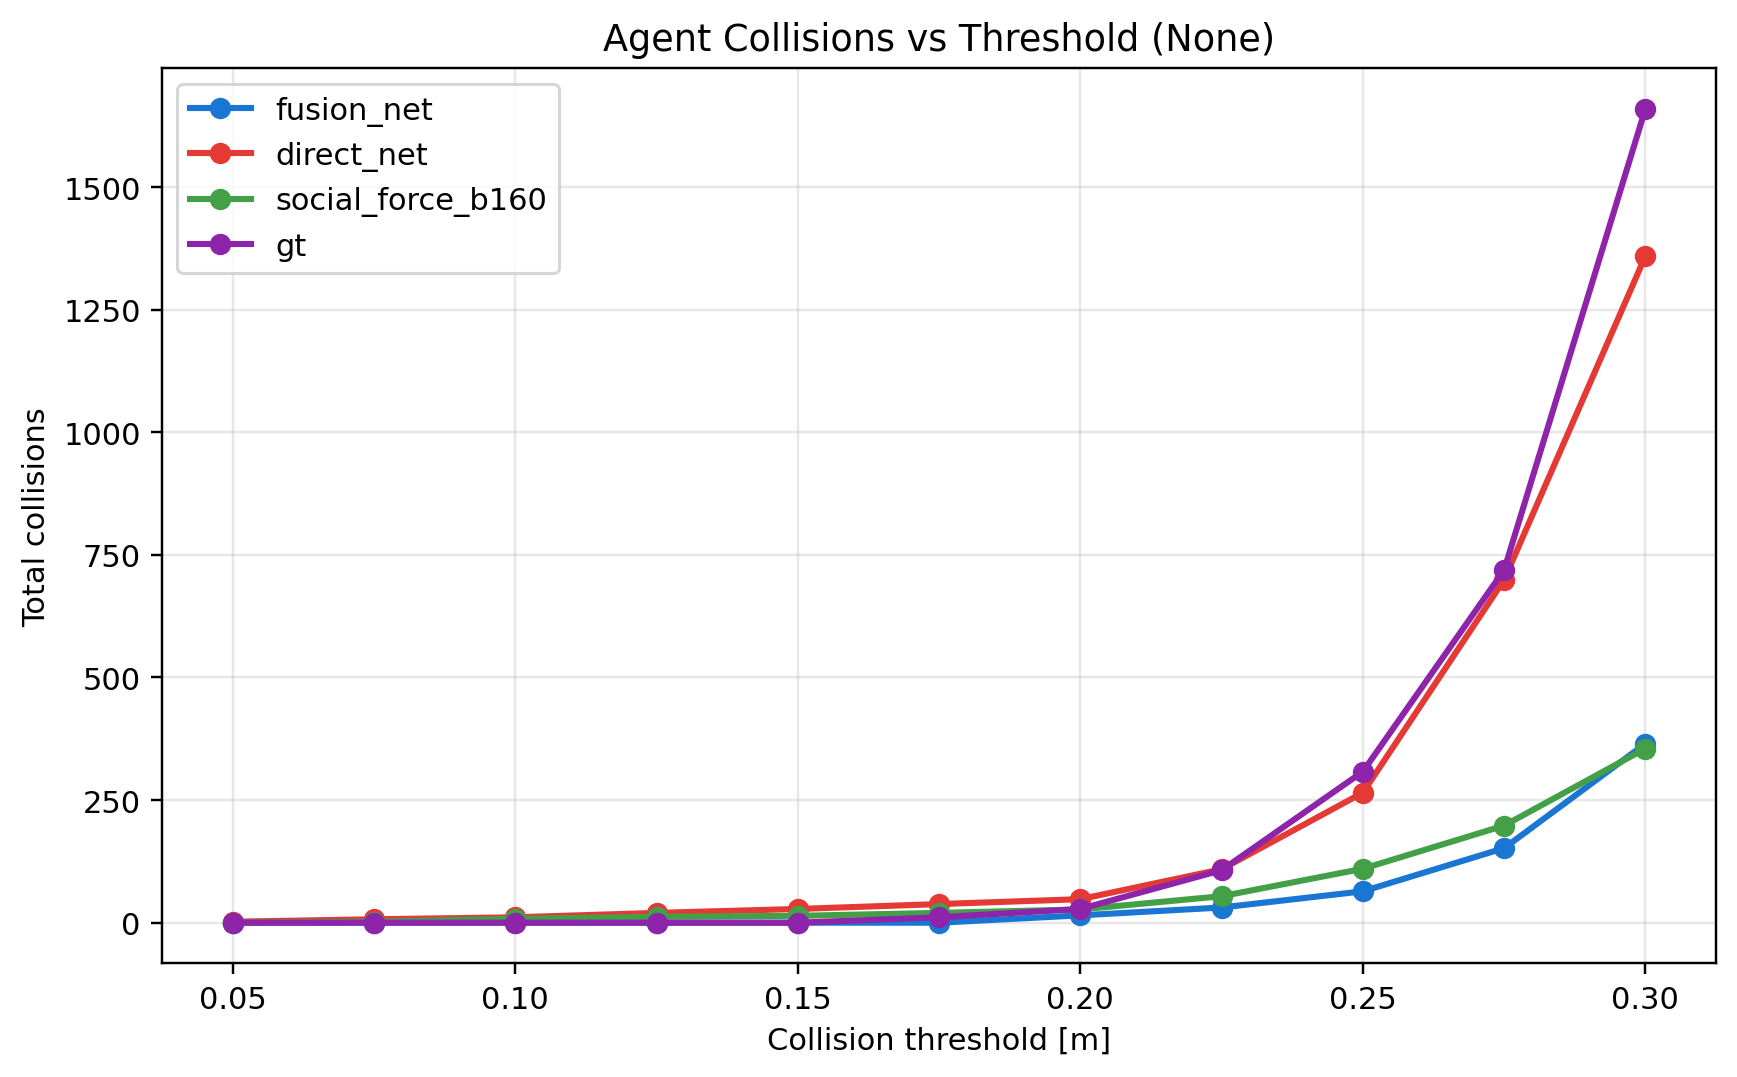 Agent Collisions vs Threshold (None)
fusion_net
direct_net
social_force_b160
gt
Total collisions
1500
1250
1000
750
500
250
0
0.05 0.10 0.15 0.20 0.25 0.30
Collision threshold [m]